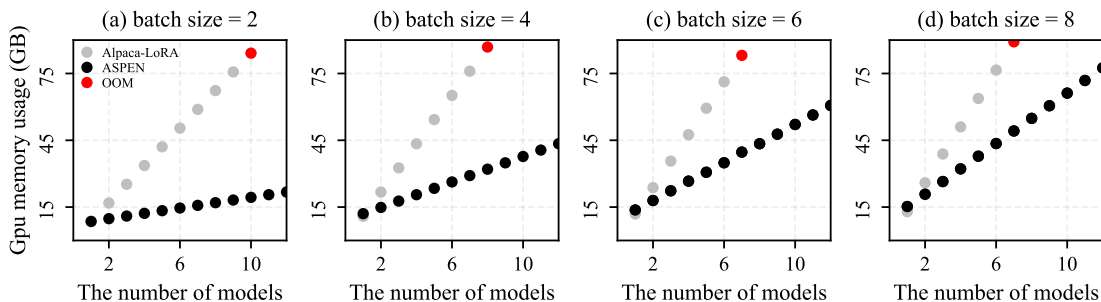 (a) batch size = 2
(b) batch size = 4
(c) batch size = 6
(d) batch size = 8
Gpu memory usage (GB)
Alpaca-LoRA
ASPEN
OOM
75
45
15
75
45
15
75
45
15
75
45
15
2 6 10
2 6 10
2 6 10
2 6 10
The number of models
The number of models
The number of models
The number of models